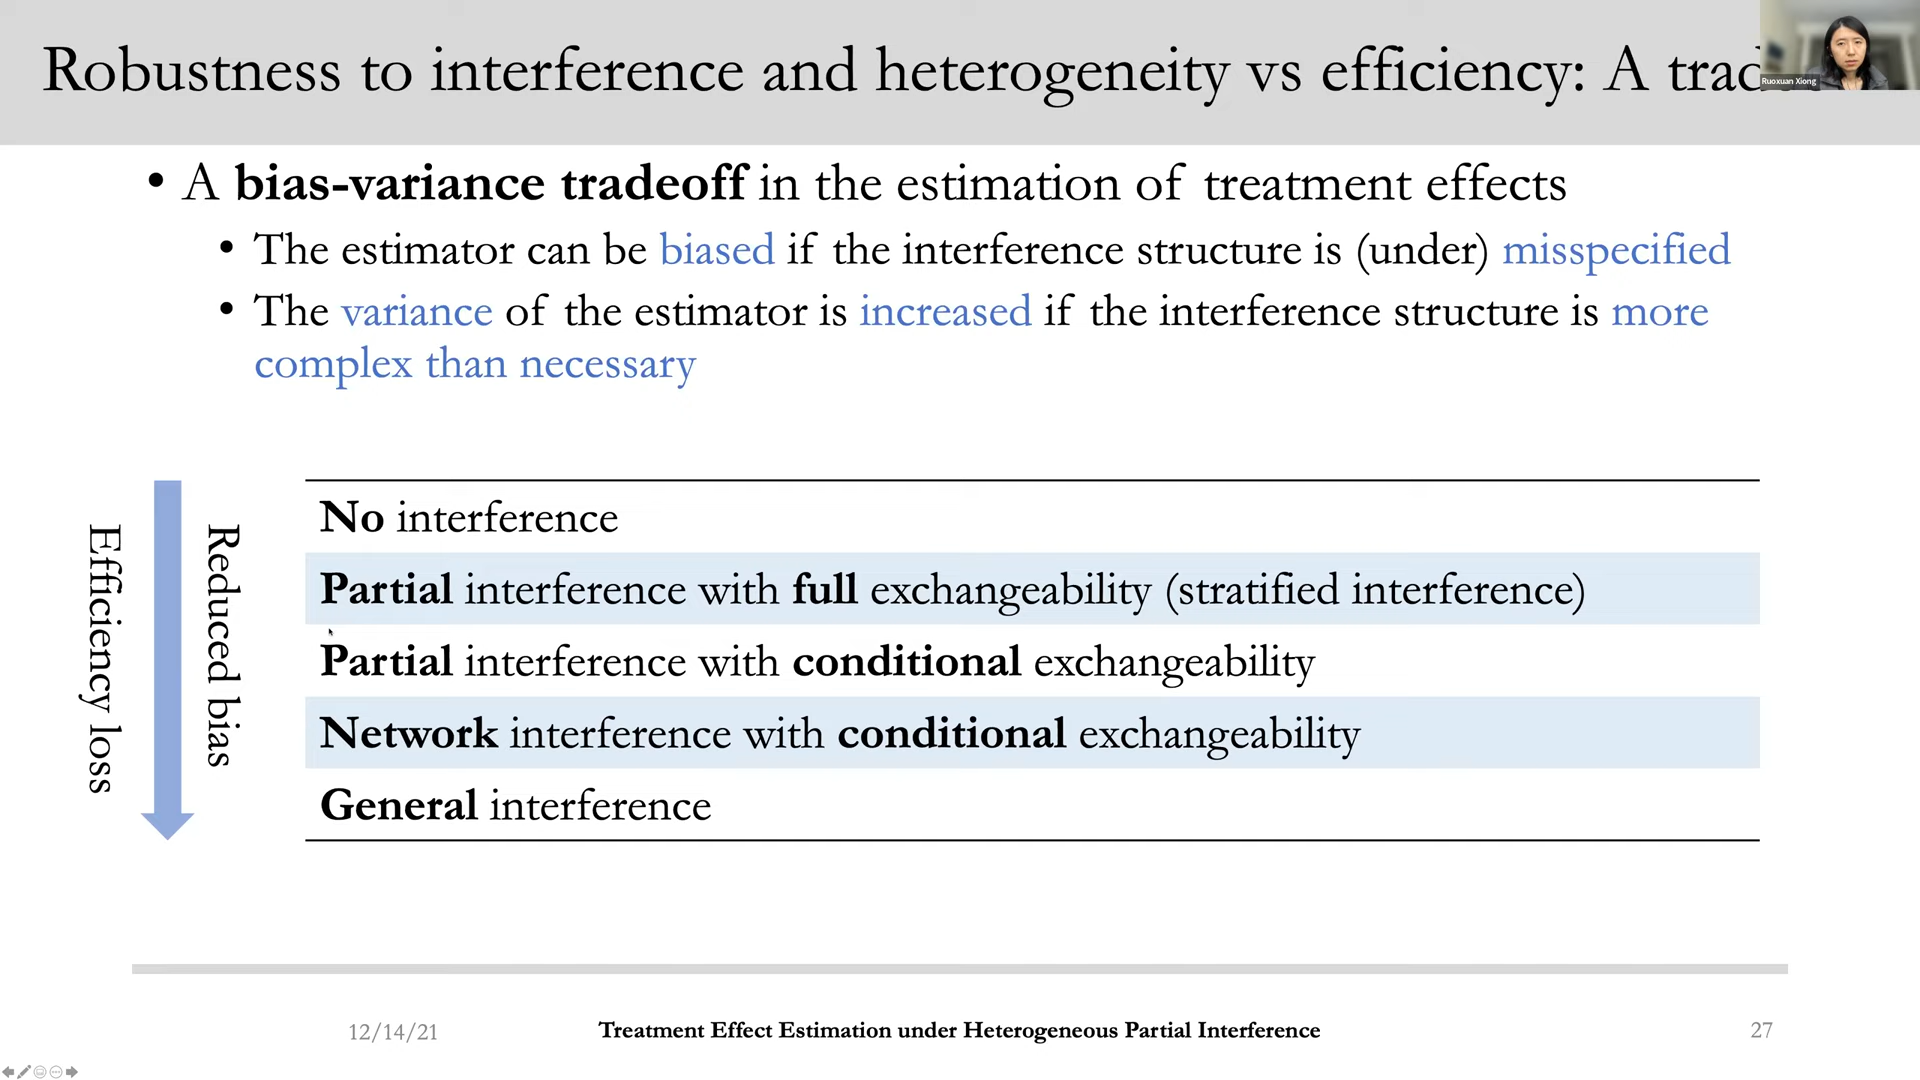 Robustness to interference and heterogeneity vs efficiency: A
Ruoxuan Xiong
• A bias-variance tradeoff in the estimation of treatment effects
• The estimator can be biased if the interference structure is (under) misspecified
• The variance of the estimator is increased if the interference structure is more
complex than necessary
Efficiency loss
Reduced bias
No interference
Partial interference with full exchangeability (stratified interference)
Partial interference with conditional exchangeability
Network interference with conditional exchangeability
General interference
12/14/21
Treatment Effect Estimation under Heterogeneous Partial Interference
27